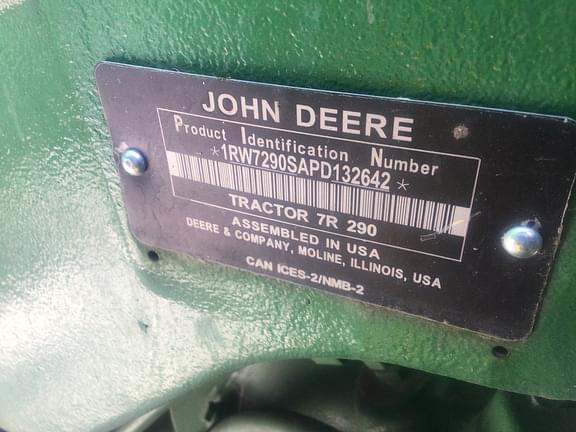 JOHN DEERE
Product Identification Number
*1RW7290SAPD132642*
TRACTOR 7R 290
ASSEMBLED IN USA
DEERE & COMPANY, MOLINE, ILLINOIS, USA
CAN ICES-2/NMB-2